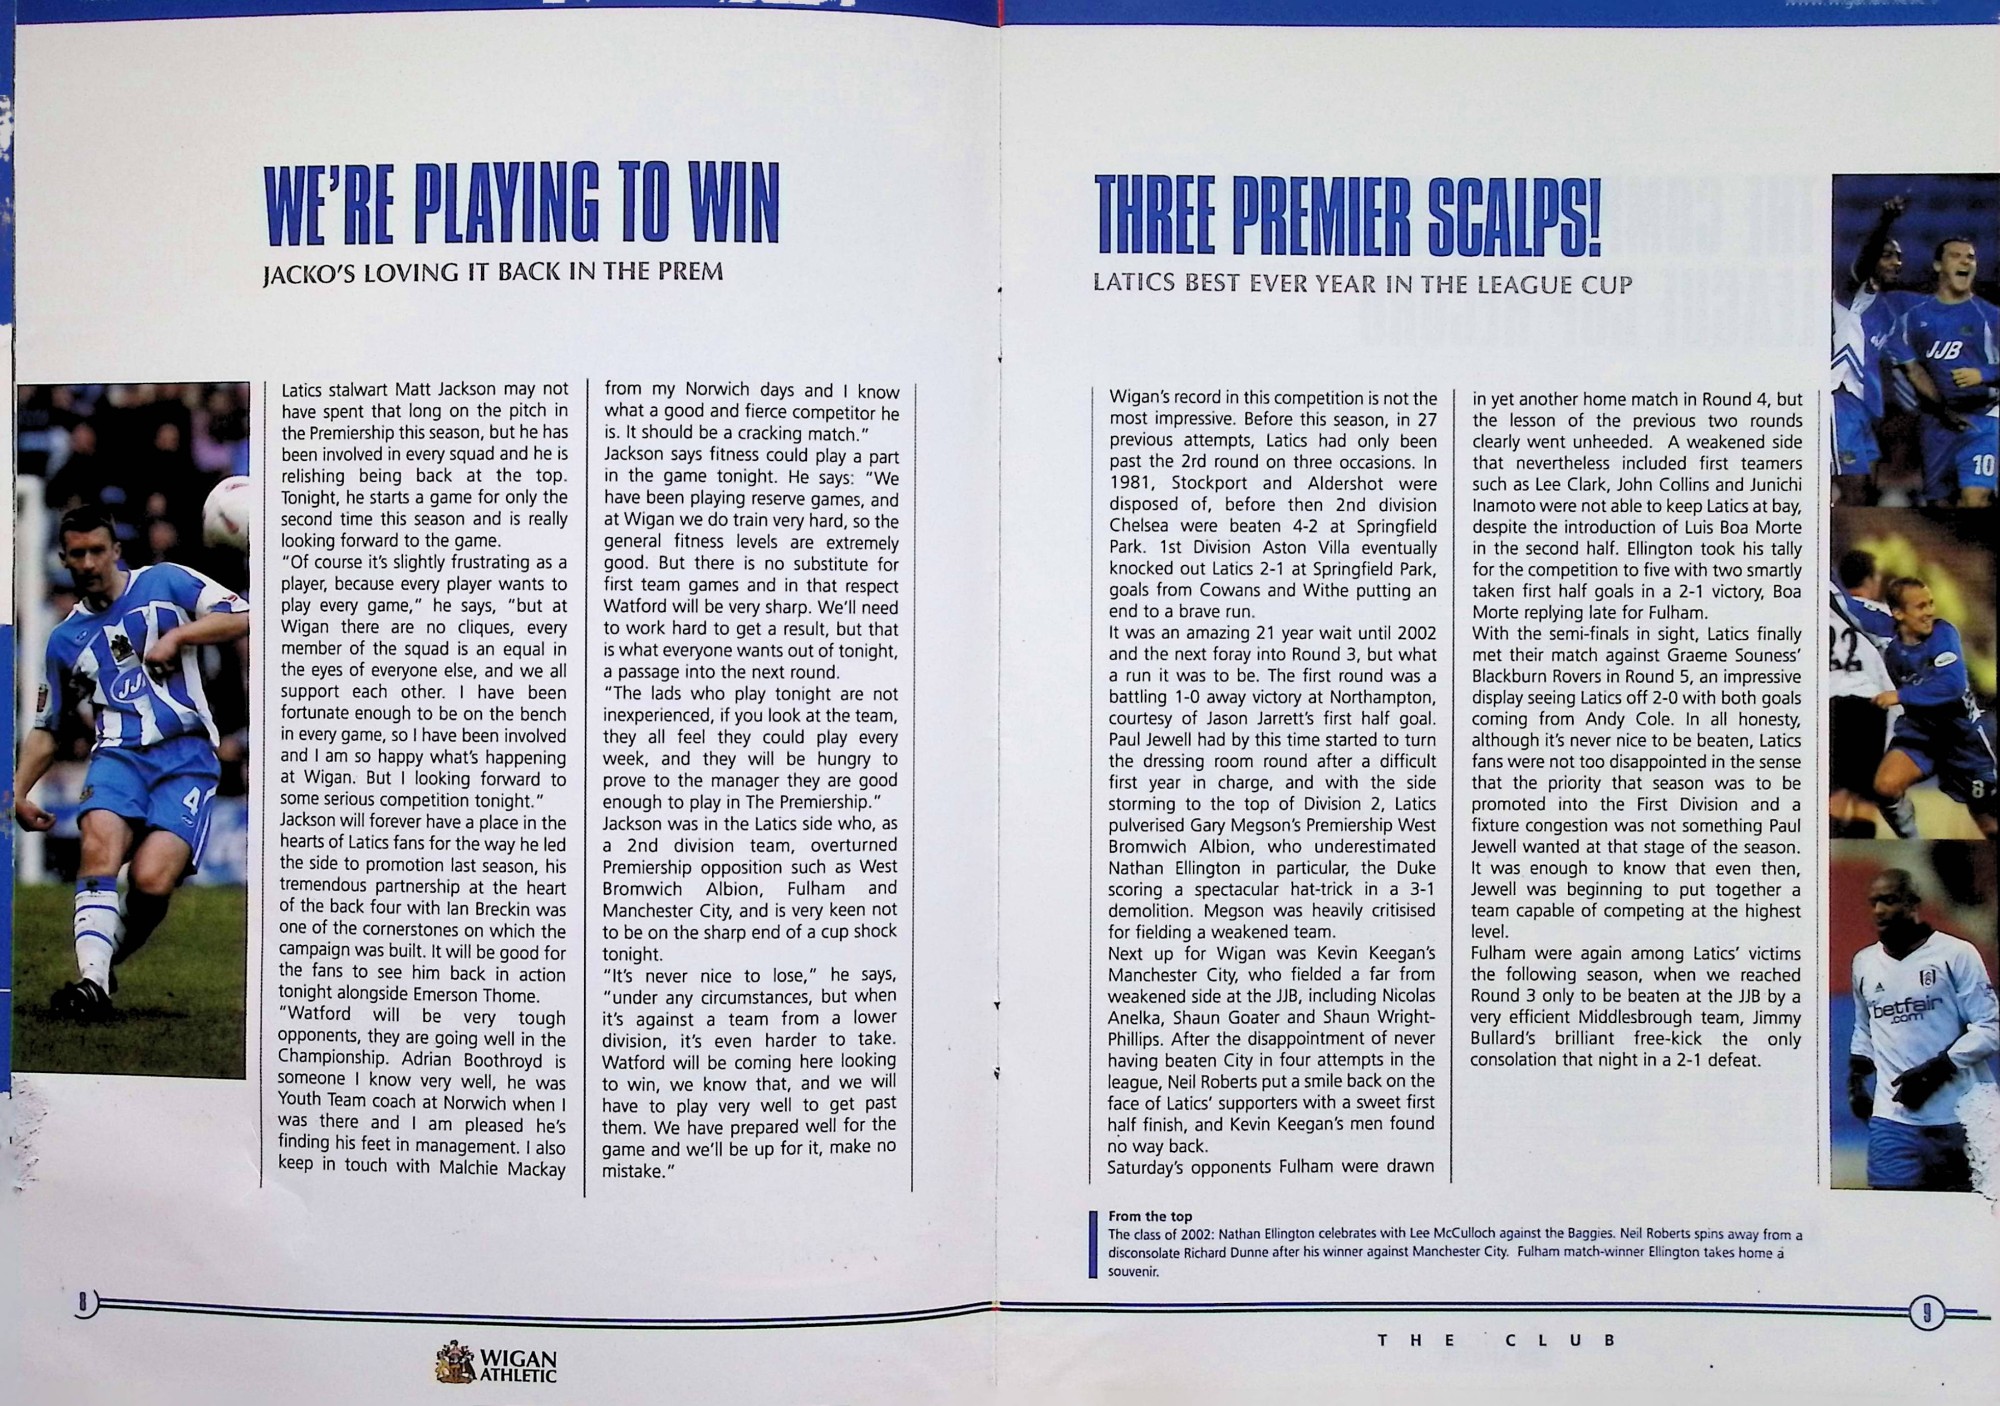 WE'RE PLAYING TO WIN
JACKO'S LOVING IT BACK IN THE PREM
Latics stalwart Matt Jackson may not
have spent that long on the pitch in
the Premiership this season, but he has
been involved in every squad and he is
relishing being back at the top.
Tonight, he starts a game for only the
second time this season and is really
looking forward to the game.
"Of course it's slightly frustrating as a
player, because every player wants to
play every game," he says, "but at
Wigan there are no cliques, every
member of the squad is an equal in
the eyes of everyone else, and we all
support each other. I have been
fortunate enough to be on the bench
in every game, so I have been involved
and I am so happy what's happening
at Wigan. But I looking forward to
some serious competition tonight."
Jackson will forever have a place in the
hearts of Latics fans for the way he led
the side to promotion last season, his
tremendous partnership at the heart
of the back four with Ian Breckin was
one of the cornerstones on which the
campaign was built. It will be good for
the fans to see him back in action
tonight alongside Emerson Thome.
"Watford will be very tough
opponents, they are going well in the
Championship. Adrian Boothroyd is
someone I know very well, he was
Youth Team coach at Norwich when I
was there and I am pleased he's
finding his feet in management. I also
keep in touch with Malchie Mackay
from my Norwich days and I know
what a good and fierce competitor he
is. It should be a cracking match."
Jackson says fitness could play a part
in the game tonight. He says: "We
have been playing reserve games, and
at Wigan we do train very hard, so the
general fitness levels are extremely
good. But there is no substitute for
first team games and in that respect
Watford will be very sharp. We'll need
to work hard to get a result, but that
is what everyone wants out of tonight,
a passage into the next round.
"The lads who play tonight are not
inexperienced, if you look at the team,
they all feel they could play every
week, and they will be hungry to
prove to the manager they are good
enough to play in The Premiership."
Jackson was in the Latics side who, as
a 2nd division team, overturned
Premiership opposition such as West
Bromwich Albion, Fulham and
Manchester City, and is very keen not
to be on the sharp end of a cup shock
tonight.
"It's never nice to lose," he says,
"under any circumstances, but when
it's against a team from a lower
division, it's even harder to take.
Watford will be coming here looking
to win, we know that, and we will
have to play very well to get past
them. We have prepared well for the
game and we'll be up for it, make no
mistake."
8
WIGAN
ATHLETIC
THREE PREMIER SCALPS!
LATICS BEST EVER YEAR IN THE LEAGUE CUP
Wigan's record in this competition is not the
most impressive. Before this season, in 27
previous attempts, Latics had only been
past the 2rd round on three occasions. In
1981, Stockport and Aldershot were
disposed of, before then 2nd division
Chelsea were beaten 4-2 at Springfield
Park. 1st Division Aston Villa eventually
knocked out Latics 2-1 at Springfield Park,
goals from Cowans and Withe putting an
end to a brave run.
It was an amazing 21 year wait until 2002
and the next foray into Round 3, but what
a run it was to be. The first round was a
battling 1-0 away victory at Northampton,
courtesy of Jason Jarrett's first half goal.
Paul Jewell had by this time started to turn
the dressing room round after a difficult
first year in charge, and with the side
storming to the top of Division 2, Latics
pulverised Gary Megson's Premiership West
Bromwich Albion, who underestimated
Nathan Ellington in particular, the Duke
scoring a spectacular hat-trick in a 3-1
demolition. Megson was heavily critisised
for fielding a weakened team.
Next up for Wigan was Kevin Keegan's
Manchester City, who fielded a far from
weakened side at the JJB, including Nicolas
Anelka, Shaun Goater and Shaun Wright-
Phillips. After the disappointment of never
having beaten City in four attempts in the
league, Neil Roberts put a smile back on the
face of Latics' supporters with a sweet first
half finish, and Kevin Keegan's men found
no way back.
Saturday's opponents Fulham were drawn
in yet another home match in Round 4, but
the lesson of the previous two rounds
clearly went unheeded. A weakened side
that nevertheless included first teamers
such as Lee Clark, John Collins and Junichi
Inamoto were not able to keep Latics at bay,
despite the introduction of Luis Boa Morte
in the second half. Ellington took his tally
for the competition to five with two smartly
taken first half goals in a 2-1 victory, Boa
Morte replying late for Fulham.
With the semi-finals in sight, Latics finally
met their match against Graeme Souness'
Blackburn Rovers in Round 5, an impressive
display seeing Latics off 2-0 with both goals
coming from Andy Cole. In all honesty,
although it's never nice to be beaten, Latics
fans were not too disappointed in the sense
that the priority that season was to be
promoted into the First Division and a
fixture congestion was not something Paul
Jewell wanted at that stage of the season.
It was enough to know that even then,
Jewell was beginning to put together a
team capable of competing at the highest
level.
Fulham were again among Latics' victims
the following season, when we reached
Round 3 only to be beaten at the JJB by a
very efficient Middlesbrough team, Jimmy
Bullard's brilliant free-kick the only
consolation that night in a 2-1 defeat.
JJB
10
22
8
betfair
.com
4
JJ
From the top
The class of 2002: Nathan Ellington celebrates with Lee McCulloch against the Baggies. Neil Roberts spins away from a
disconsolate Richard Dunne after his winner against Manchester City. Fulham match-winner Ellington takes home a
souvenir.
9
THE CLUB